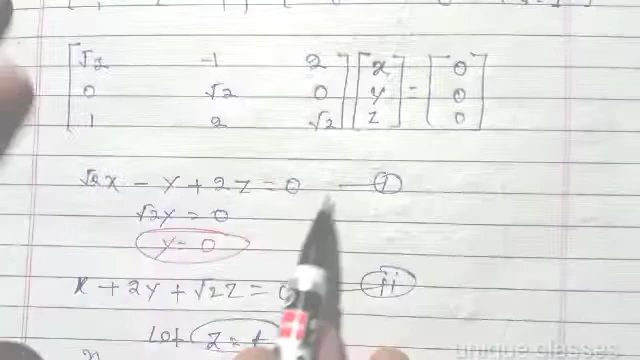 √2 -1 2 x 0
0 √2 0 y = 0
1 2 √2 z 0
√2x - y + 2z = 0 — i
√2y = 0
y = 0
x + 2y + √2z = 0 — ii
Let z = t
unique classes